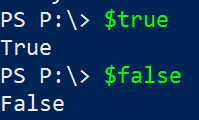 PS P:\> $true
True
PS P:\> $false
False